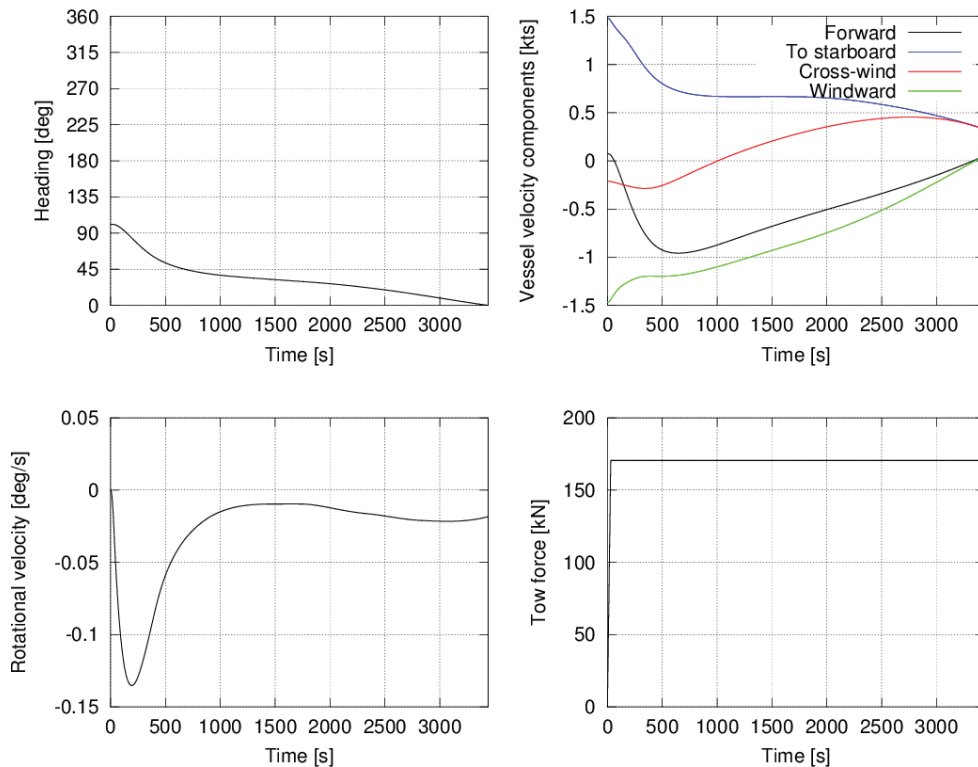 360
315
270
225
180
135
90
45
0
Heading [deg]
0 500 1000 1500 2000 2500 3000
Time [s]
1.5
1
0.5
0
-0.5
-1
-1.5
Vessel velocity components [kts]
Forward
To starboard
Cross-wind
Windward
0 500 1000 1500 2000 2500 3000
Time [s]
0.05
0
-0.05
-0.1
-0.15
Rotational velocity [deg/s]
0 500 1000 1500 2000 2500 3000
Time [s]
200
150
100
50
0
Tow force [kN]
0 500 1000 1500 2000 2500 3000
Time [s]